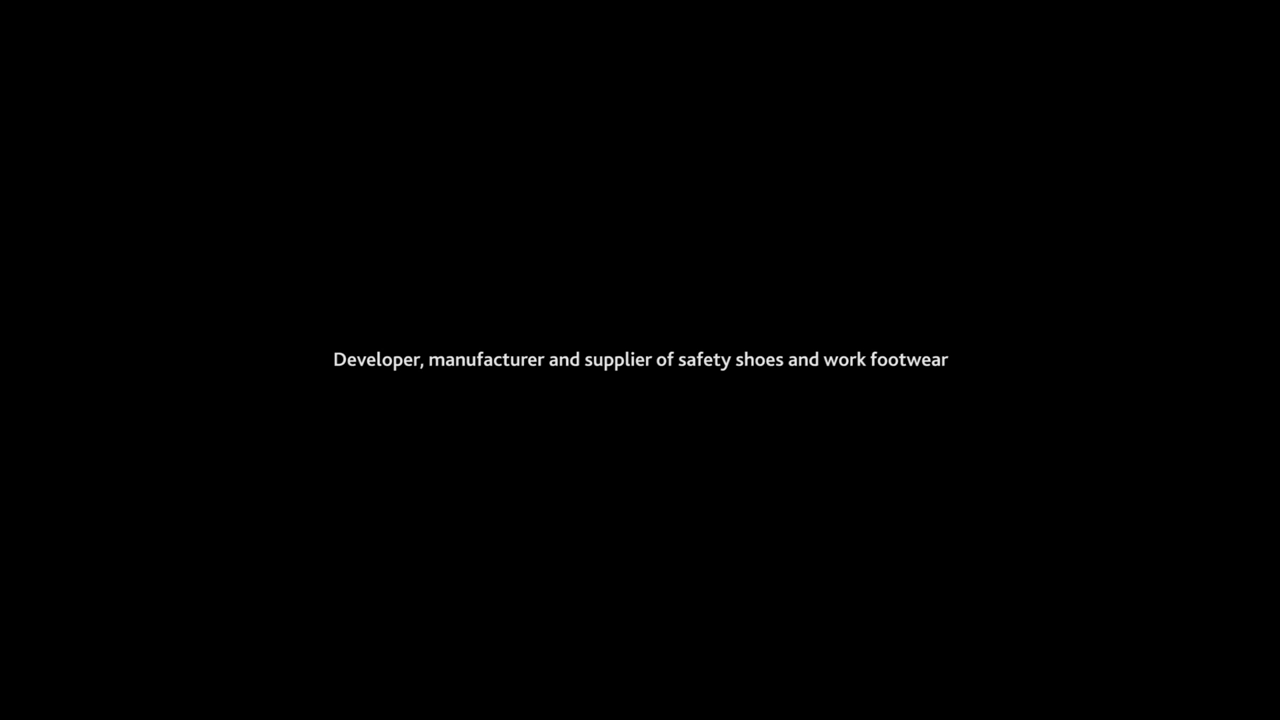 Developer, manufacturer and supplier of safety shoes and work footwear